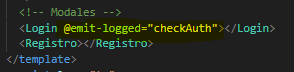 <!-- Modales -->
<Login @emit-logged="checkAuth"></Login>
<Registro></Registro>
</template>